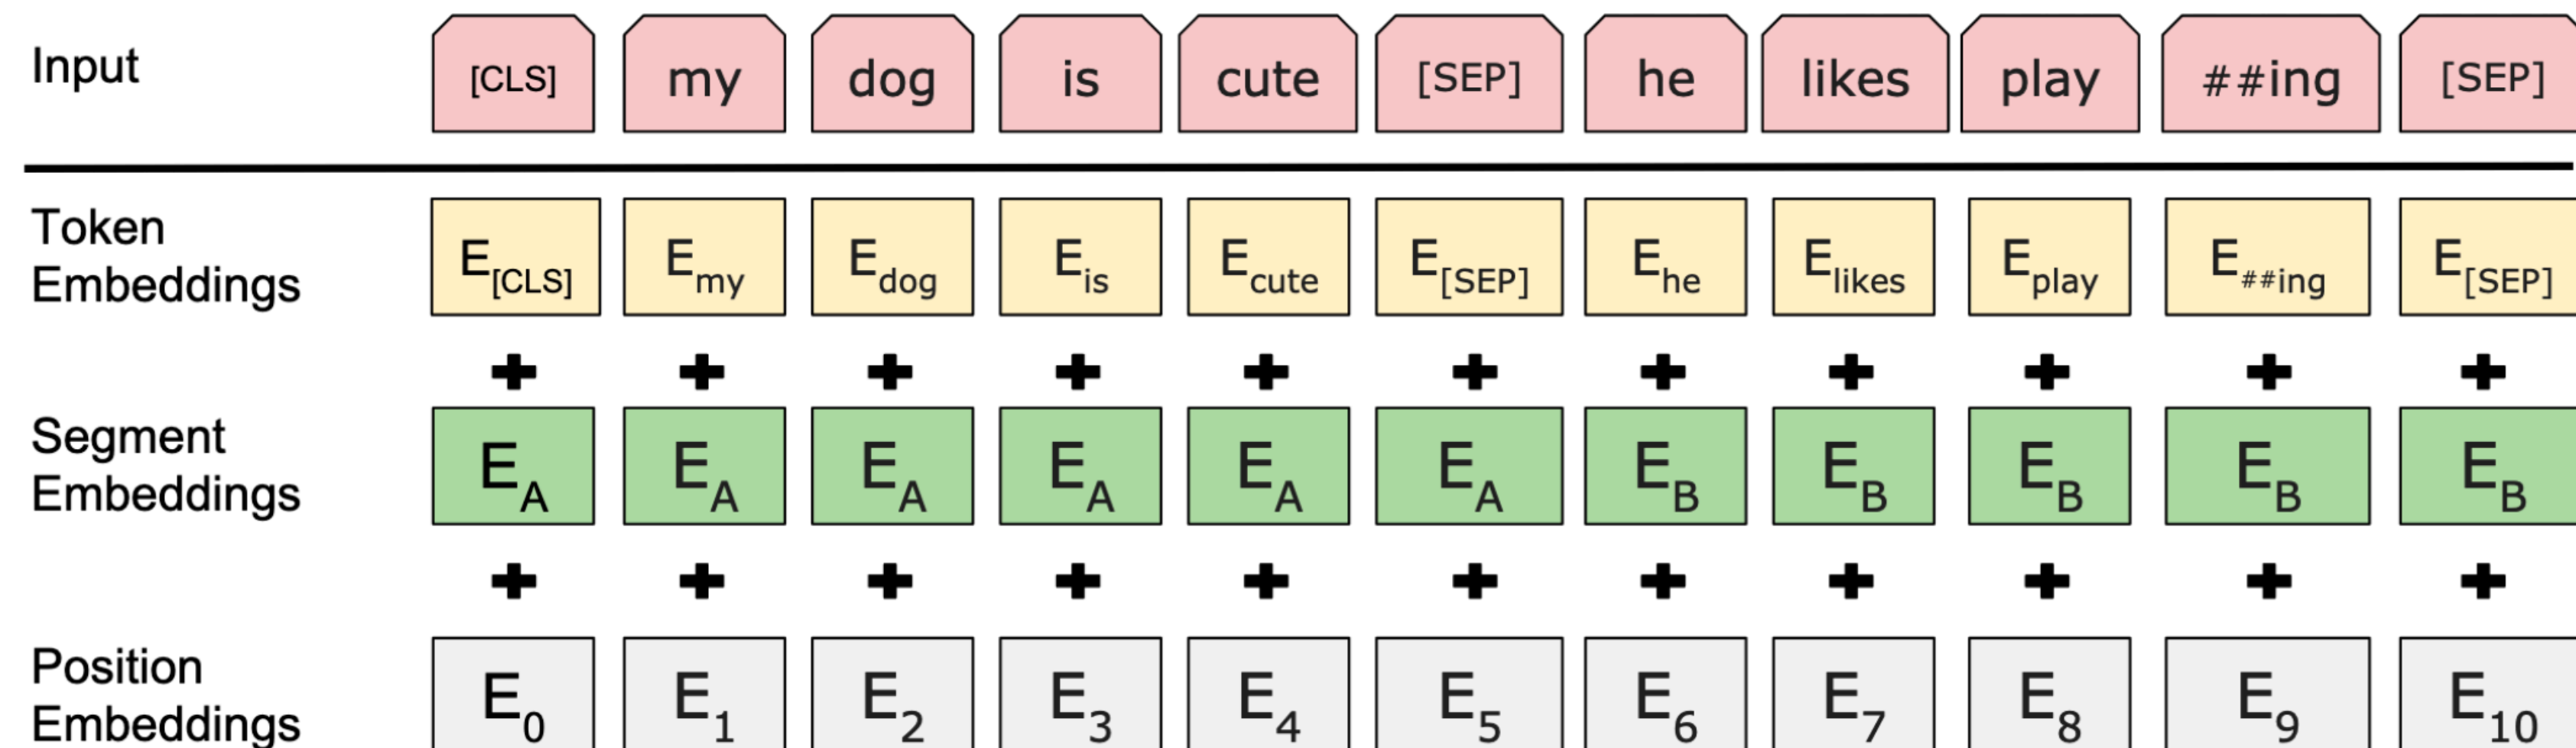 Input [CLS] my dog is cute [SEP] he likes play ##ing [SEP]
Token
Embeddings E[CLS] Emy Edog Eis Ecute E[SEP] Ehe Elikes Eplay E##ing E[SEP]
+ + + + + + + + + + +
Segment
Embeddings EA EA EA EA EA EA EB EB EB EB EB
+ + + + + + + + + + +
Position
Embeddings E0 E1 E2 E3 E4 E5 E6 E7 E8 E9 E10